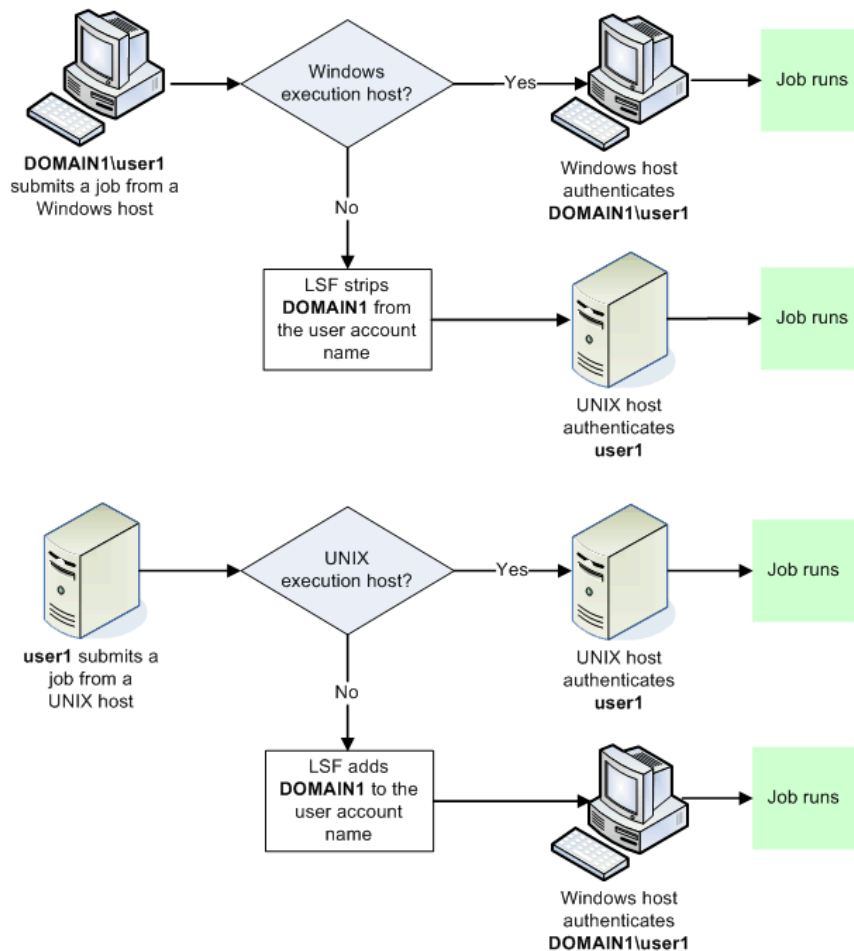 Windows
execution host?
Yes
Job runs
DOMAIN1\user1
submits a job from a
Windows host
Windows host
authenticates
DOMAIN1\user1
No
LSF strips
DOMAIN1 from
the user account
name
Job runs
UNIX host
authenticates
user1
UNIX
execution host?
Yes
Job runs
user1 submits a
job from a
UNIX host
UNIX host
authenticates
user1
No
LSF adds
DOMAIN1 to the
user account
name
Job runs
Windows host
authenticates
DOMAIN1\user1